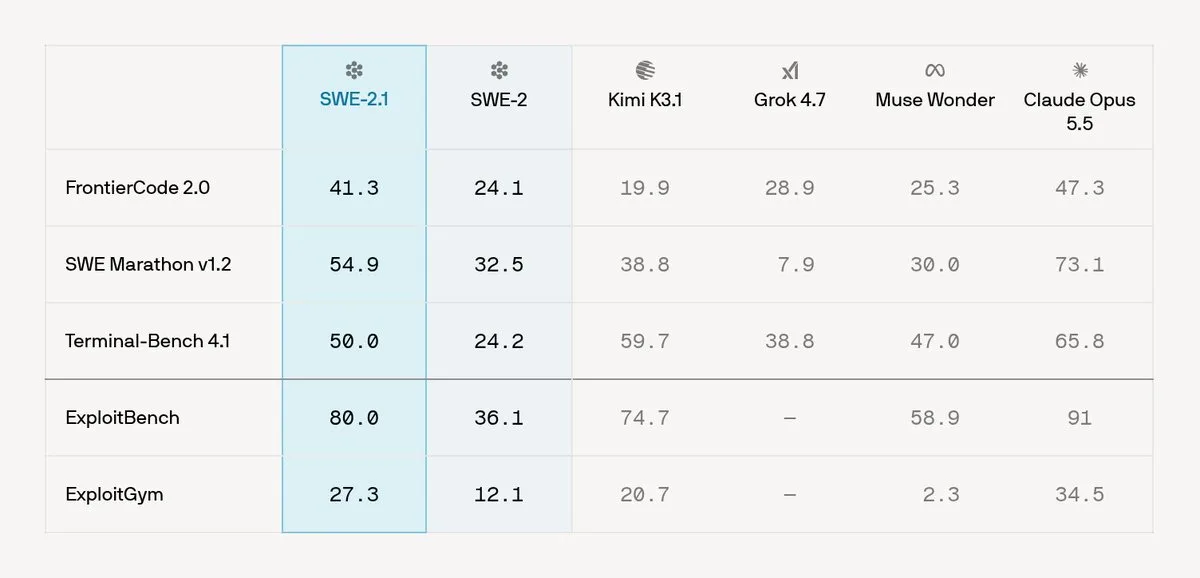 SWE-2.1 SWE-2 Kimi K3.1 Grok 4.7 Muse Wonder Claude Opus
5.5
FrontierCode 2.0 41.3 24.1 19.9 28.9 25.3 47.3
SWE Marathon v1.2 54.9 32.5 38.8 7.9 30.0 73.1
Terminal-Bench 4.1 50.0 24.2 59.7 38.8 47.0 65.8
ExploitBench 80.0 36.1 74.7 – 58.9 91
ExploitGym 27.3 12.1 20.7 – 2.3 34.5